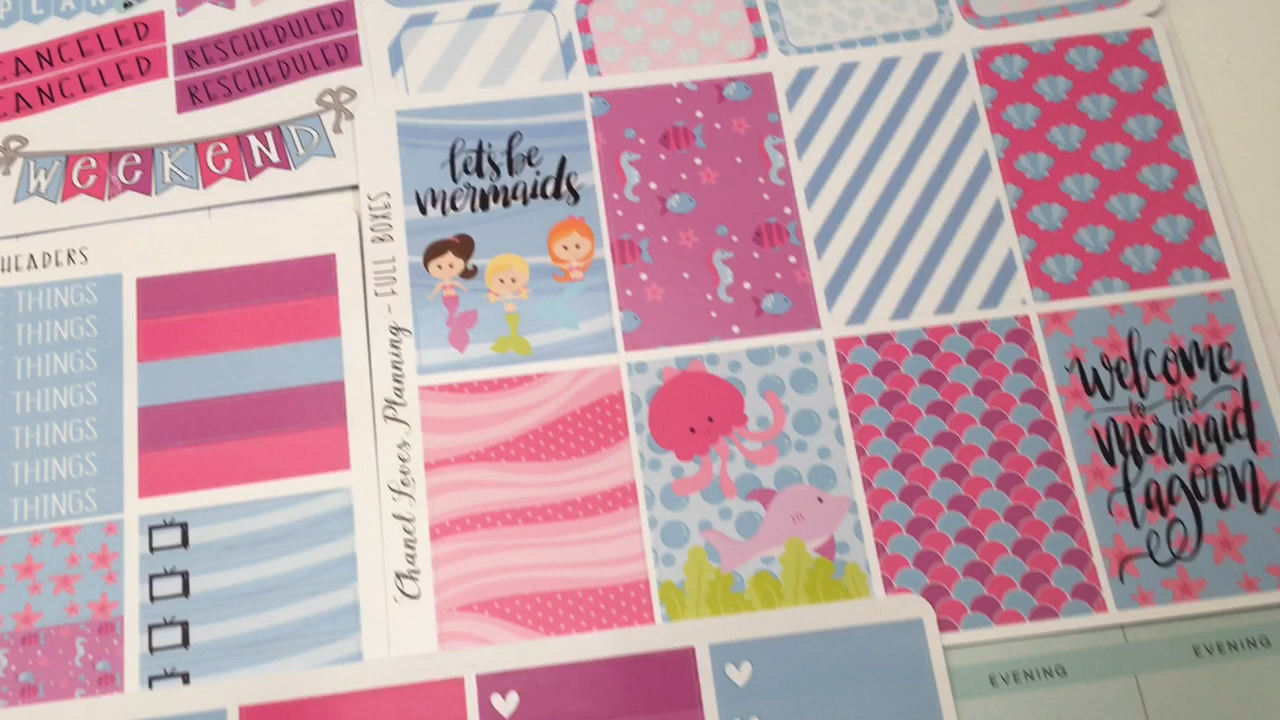 PLAN
CANCELED
CANCELED
RESCHEDULED
RESCHEDULED
WEEKEND
HEADERS
THINGS
THINGS
THINGS
THINGS
THINGS
THINGS
THINGS
Chanel Loves Planning - FULL BOXES
let's be
mermaids
welcome
to the
mermaid
lagoon
EVENING
EVENING